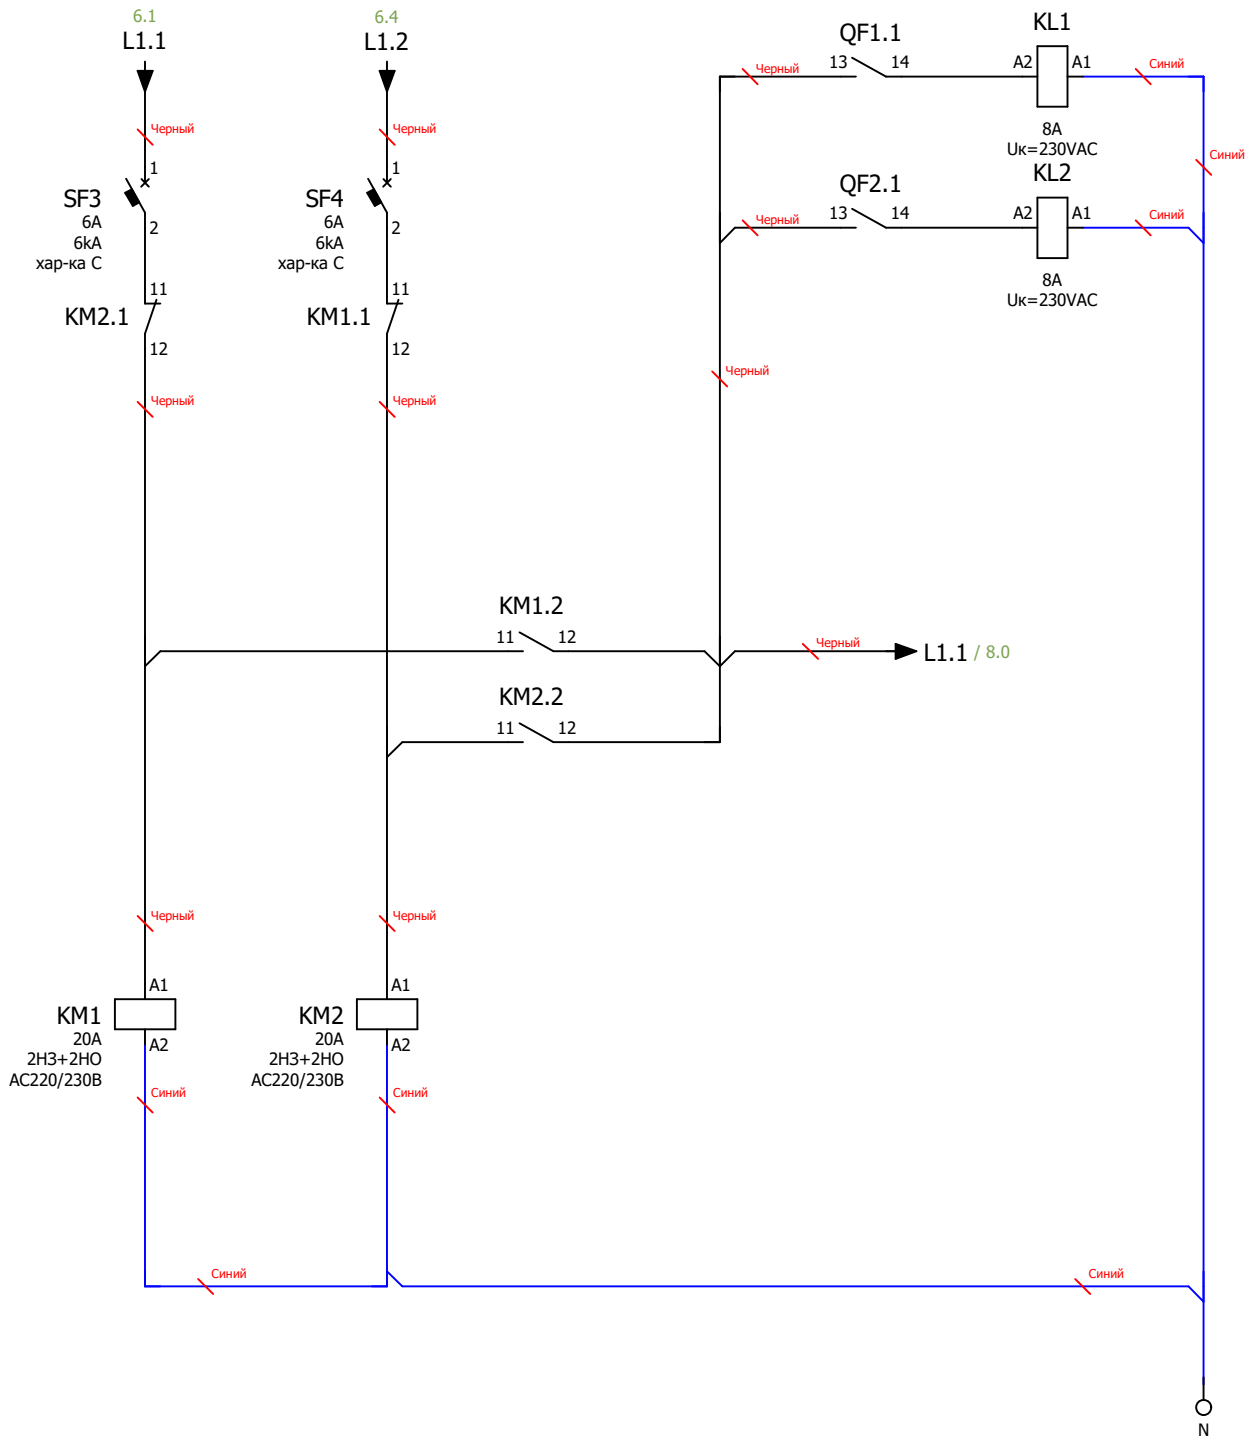 6.1
L1.1
6.4
L1.2
QF1.1
KL1
13
14
A2
A1
Черный
Синий
8A
Uк=230VAC
Черный
Черный
Синий
1
1
SF3
6A
6kA
хар-ка C
2
SF4
6A
6kA
хар-ка C
2
QF2.1
KL2
13
14
A2
A1
Черный
Синий
8A
Uк=230VAC
11
KM2.1
12
11
KM1.1
12
Черный
Черный
Черный
KM1.2
11
12
Черный
L1.1 / 8.0
KM2.2
11
12
Черный
Черный
A1
KM1
20A
A2
2НЗ+2НО
AC220/230В
A1
KM2
20A
A2
2НЗ+2НО
AC220/230В
Синий
Синий
Синий
Синий
N